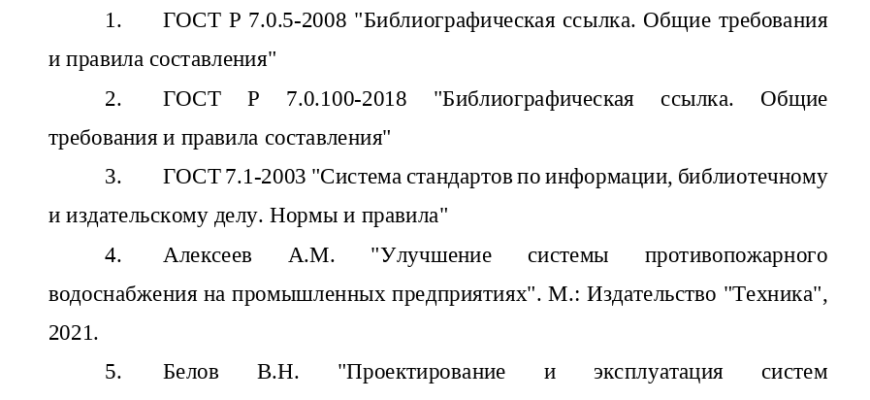 1. ГОСТ Р 7.0.5-2008 "Библиографическая ссылка. Общие требования
и правила составления"
2. ГОСТ Р 7.0.100-2018 "Библиографическая ссылка. Общие
требования и правила составления"
3. ГОСТ 7.1-2003 "Система стандартов по информации, библиотечному
и издательскому делу. Нормы и правила"
4. Алексеев А.М. "Улучшение системы противопожарного
водоснабжения на промышленных предприятиях". М.: Издательство "Техника",
2021.
5. Белов В.Н. "Проектирование и эксплуатация систем